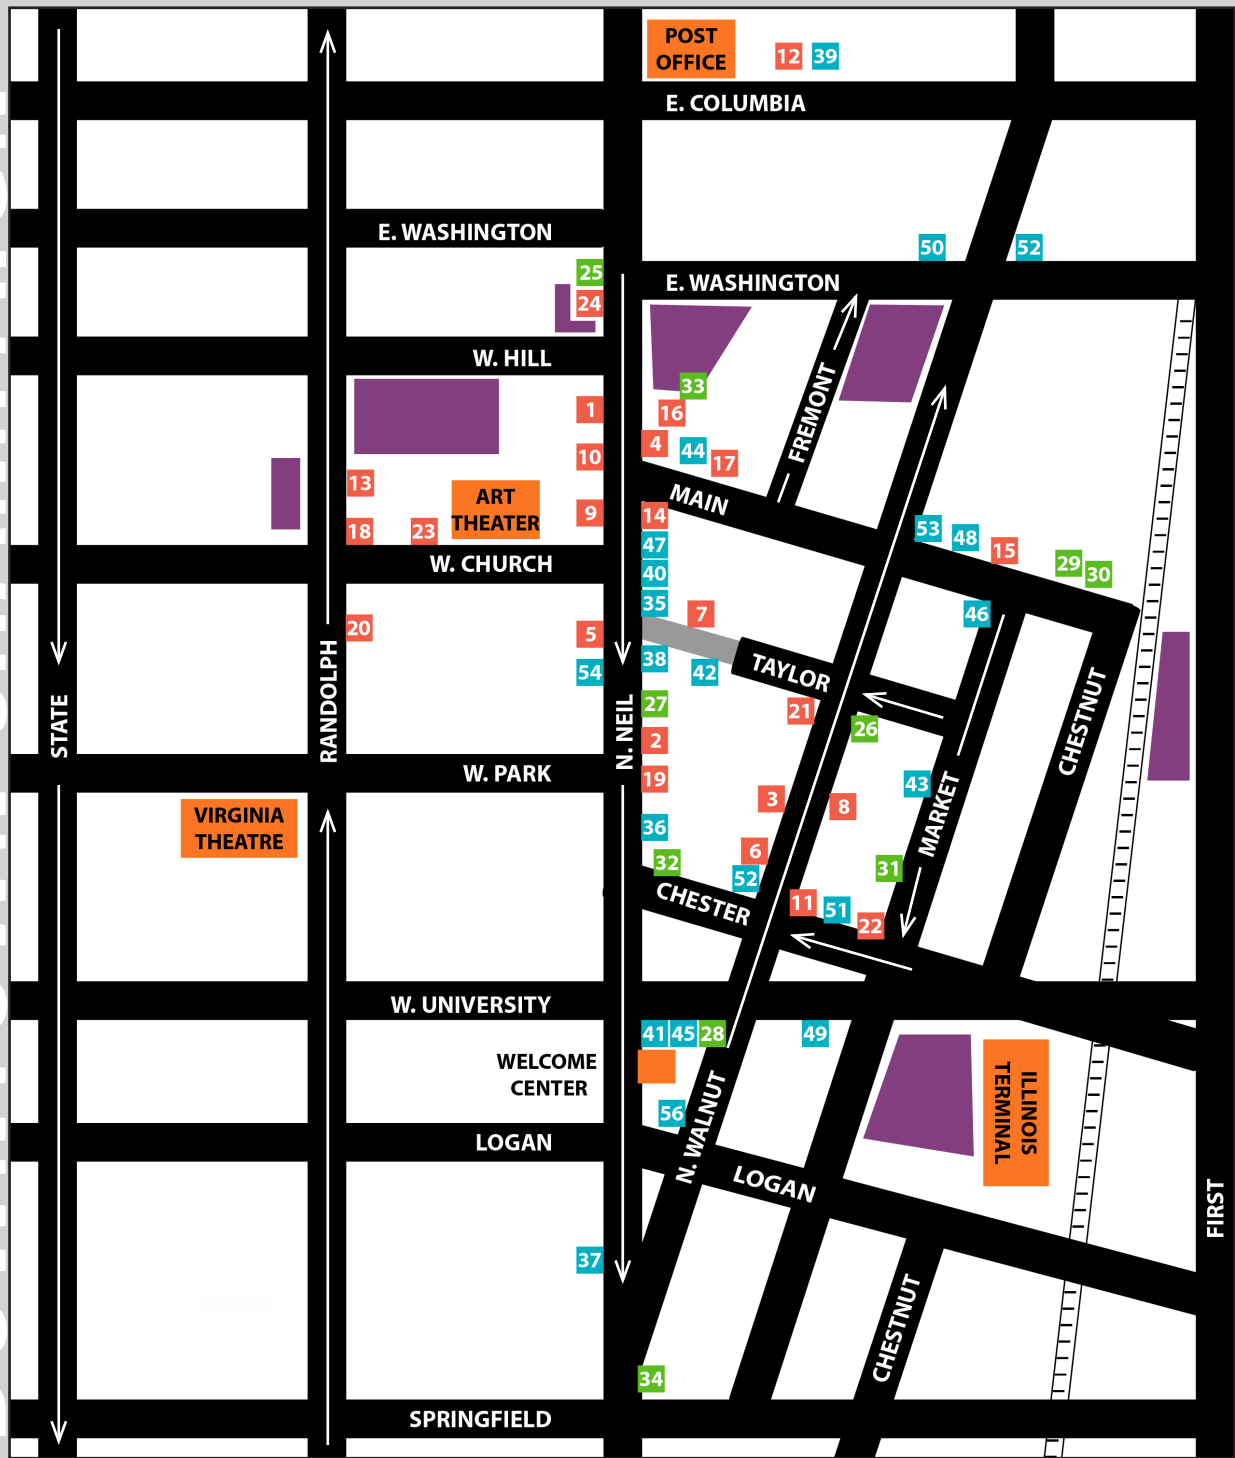 POST
OFFICE
12 39
E. COLUMBIA
E. WASHINGTON
50 52
25
E. WASHINGTON
24
W. HILL
33
1
16
FREMONT
4 44 17
10
13
ART
THEATER
MAIN
9
14
18 23
53 48 15
47
W. CHURCH
29 30
40
35
7
46
20
5
38
54
42
TAYLOR
STATE
RANDOLPH
N. NEIL
27
21
26
CHESTNUT
2
W. PARK
19
3
8
43
MARKET
VIRGINIA
THEATRE
36
6
32
52
31
CHESTER
11 51 22
W. UNIVERSITY
41 45 28
49
WELCOME
CENTER
ILLINOIS
TERMINAL
56
N. WALNUT
LOGAN
LOGAN
FIRST
37
CHESTNUT
34
SPRINGFIELD